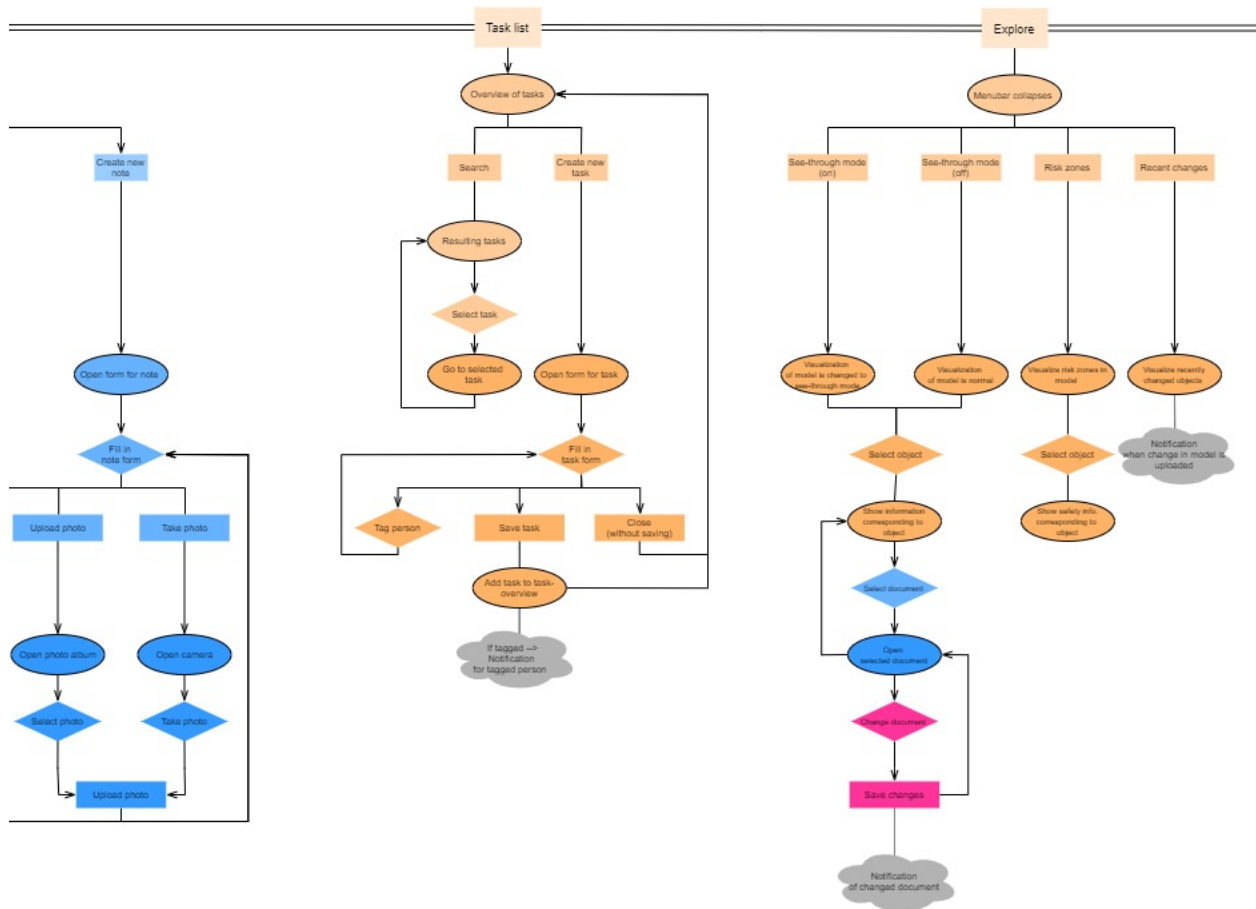 Task list
Explore
Overview of tasks
Menubar collapses
Create new
note
Search
Create new
task
See-through mode
(on)
See-through mode
(off)
Risk zones
Recent changes
Resulting tasks
Select task
Open form for note
Go to selected
task
Open form for task
Visualization
of model is changed to
see-through mode
Visualization
of model is normal
Visualize risk zones in
model
Visualize recently
changed objects
Fill in
note form
Fill in
task form
Select object
Select object
Notification
when change in model is
uploaded
Upload photo
Take photo
Tag person
Save task
Close
(without saving)
Show information
corresponding to
object
Show safety info.
corresponding to
object
Add task to task-
overview
Select document
Open photo album
Open camera
If tagged -->
Notification
for tagged person
Open
selected document
Select photo
Take photo
Change document
Upload photo
Save changes
Notification
of changed document